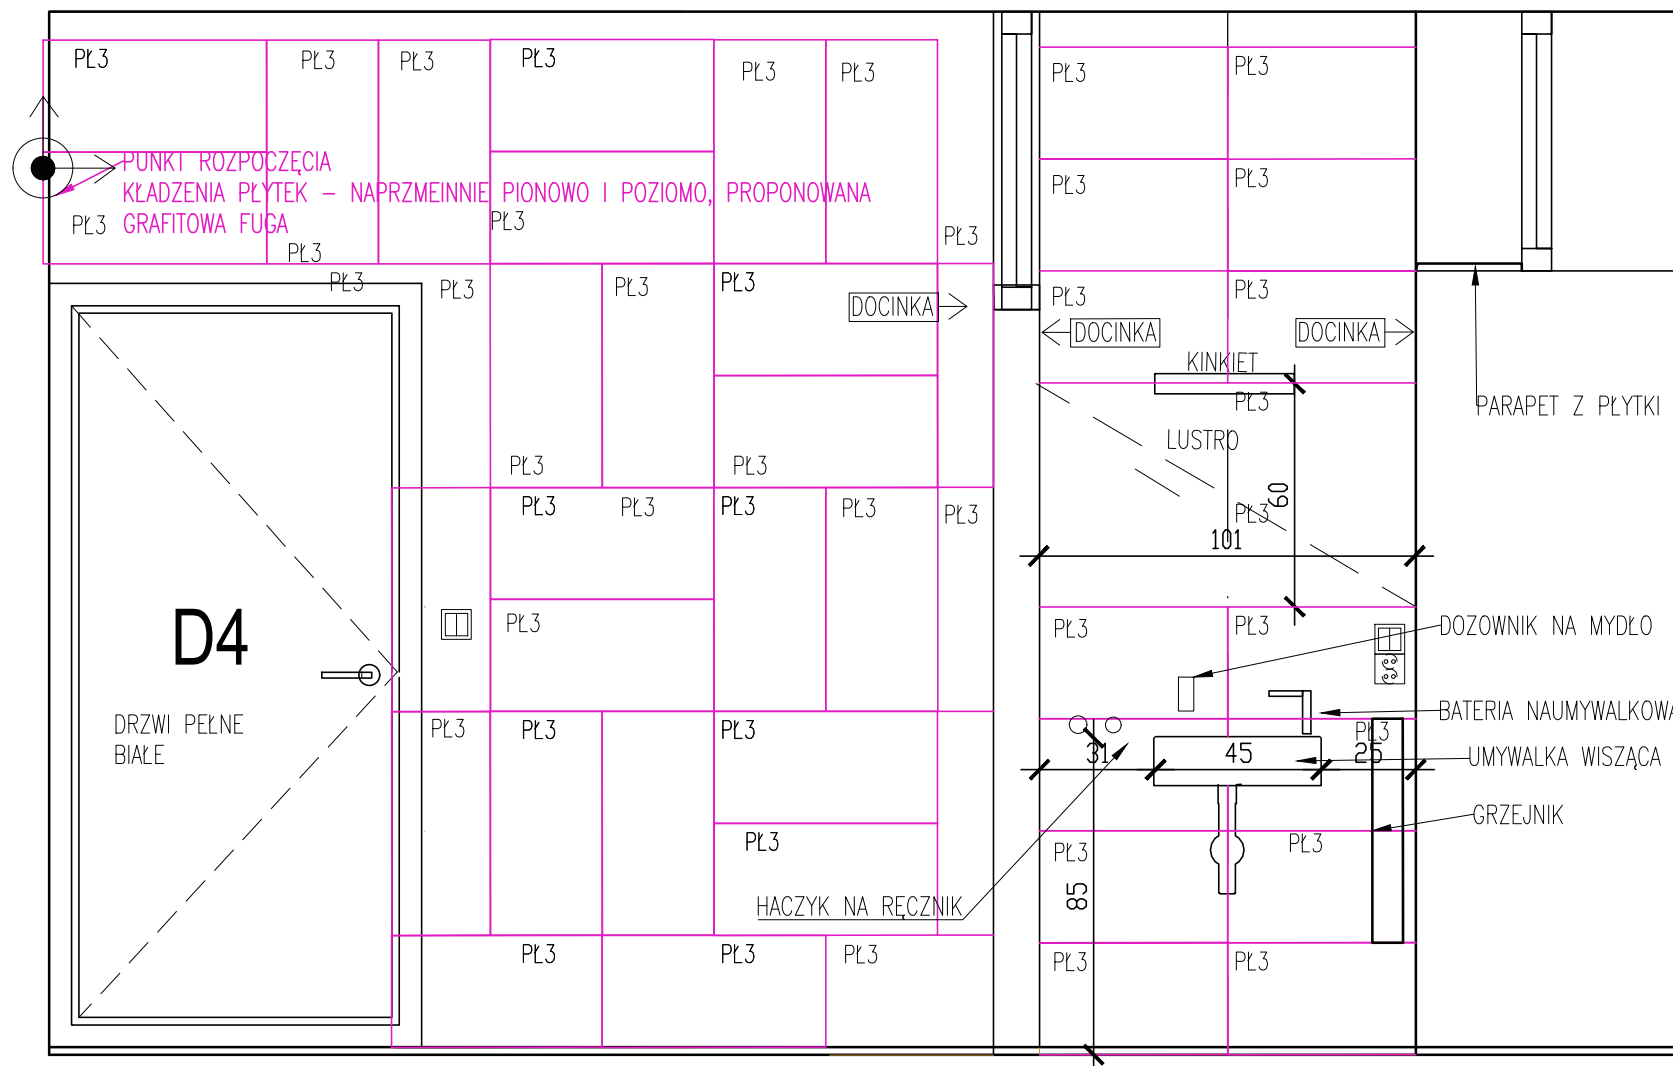 PŁ3
PŁ3
PŁ3
PŁ3
PŁ3
PŁ3
PŁ3
PŁ3
PUNKT ROZPOCZĘCIA
KŁADZENIA PŁYTEK – NAPRZMEINNIE PIONOWO I POZIOMO, PROPONOWANA
GRAFITOWA FUGA
PŁ3
PŁ3
PŁ3
PŁ3
PŁ3
PŁ3
PŁ3
PŁ3
PŁ3
PŁ3
PŁ3
PŁ3
PŁ3
DOCINKA
DOCINKA
DOCINKA
KINKIET
PŁ3
PARAPET Z PŁYTKI
LUSTRO
PŁ3
PŁ3
60
PŁ3
PŁ3
PŁ3
PŁ3
PŁ3
PŁ3
101
D4
PŁ3
PŁ3
PŁ3
DOZOWNIK NA MYDŁO
DRZWI PEŁNE
BIAŁE
PŁ3
PŁ3
PŁ3
PŁ3
BATERIA NAUMYWALKOWA
31
45
25
UMYWALKA WISZĄCA
GRZEJNIK
PŁ3
PŁ3
PŁ3
85
HACZYK NA RĘCZNIK
PŁ3
PŁ3
PŁ3
PŁ3
PŁ3